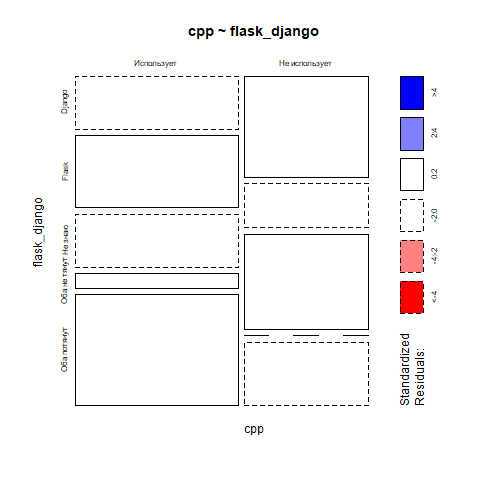 cpp ~ flask_django
Использует
Не использует
Django
Flask
Не знаю
Оба не тянут
Оба потянут
flask_django
cpp
>4
2:4
0:2
-2:0
-4:-2
<-4
Standardized
Residuals: